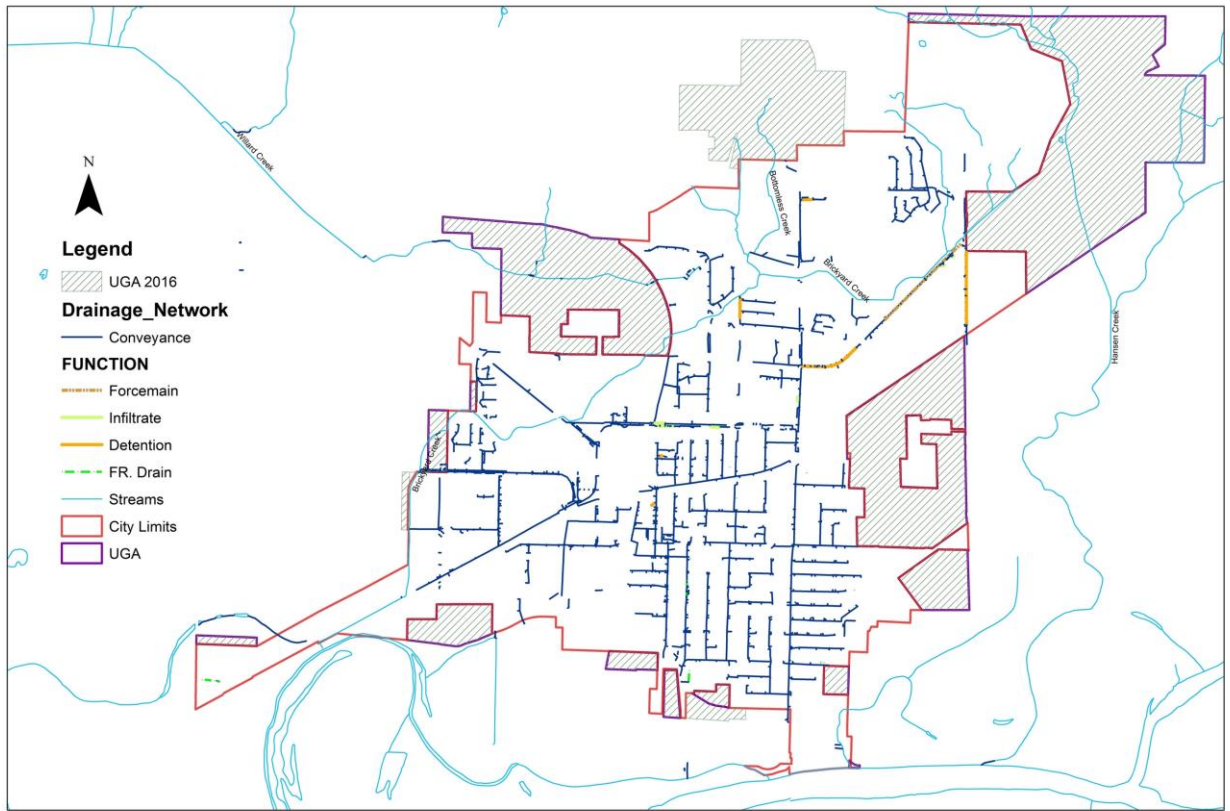 Willard Creek
N
Bottomless Creek
Brickyard Creek
Hansen Creek
Brickyard Creek
Legend
UGA 2016
Drainage_Network
Conveyance
FUNCTION
Forcemain
Infiltrate
Detention
FR. Drain
Streams
City Limits
UGA